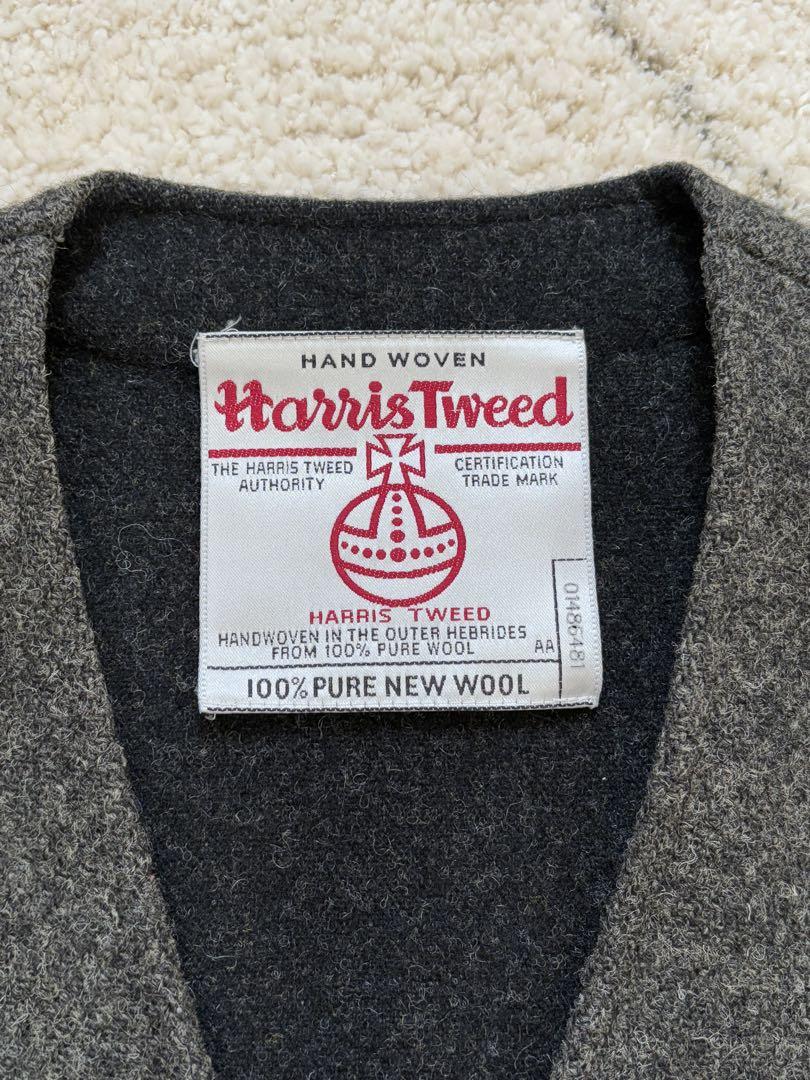 HAND WOVEN
Harris Tweed
THE HARRIS TWEED
AUTHORITY
CERTIFICATION
TRADE MARK
HARRIS TWEED
HANDWOVEN IN THE OUTER HEBRIDES
FROM 100% PURE WOOL
AA
01486481
100% PURE NEW WOOL